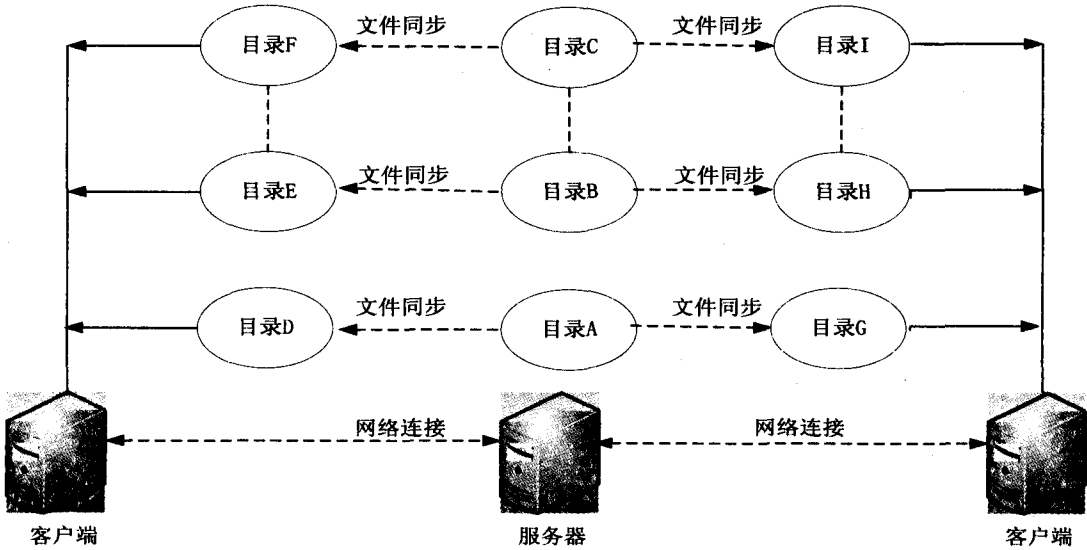 目录F 文件同步 目录C 文件同步 目录I
目录E 文件同步 目录B 文件同步 目录H
目录D 文件同步 目录A 文件同步 目录G
网络连接 网络连接
客户端 服务器 客户端